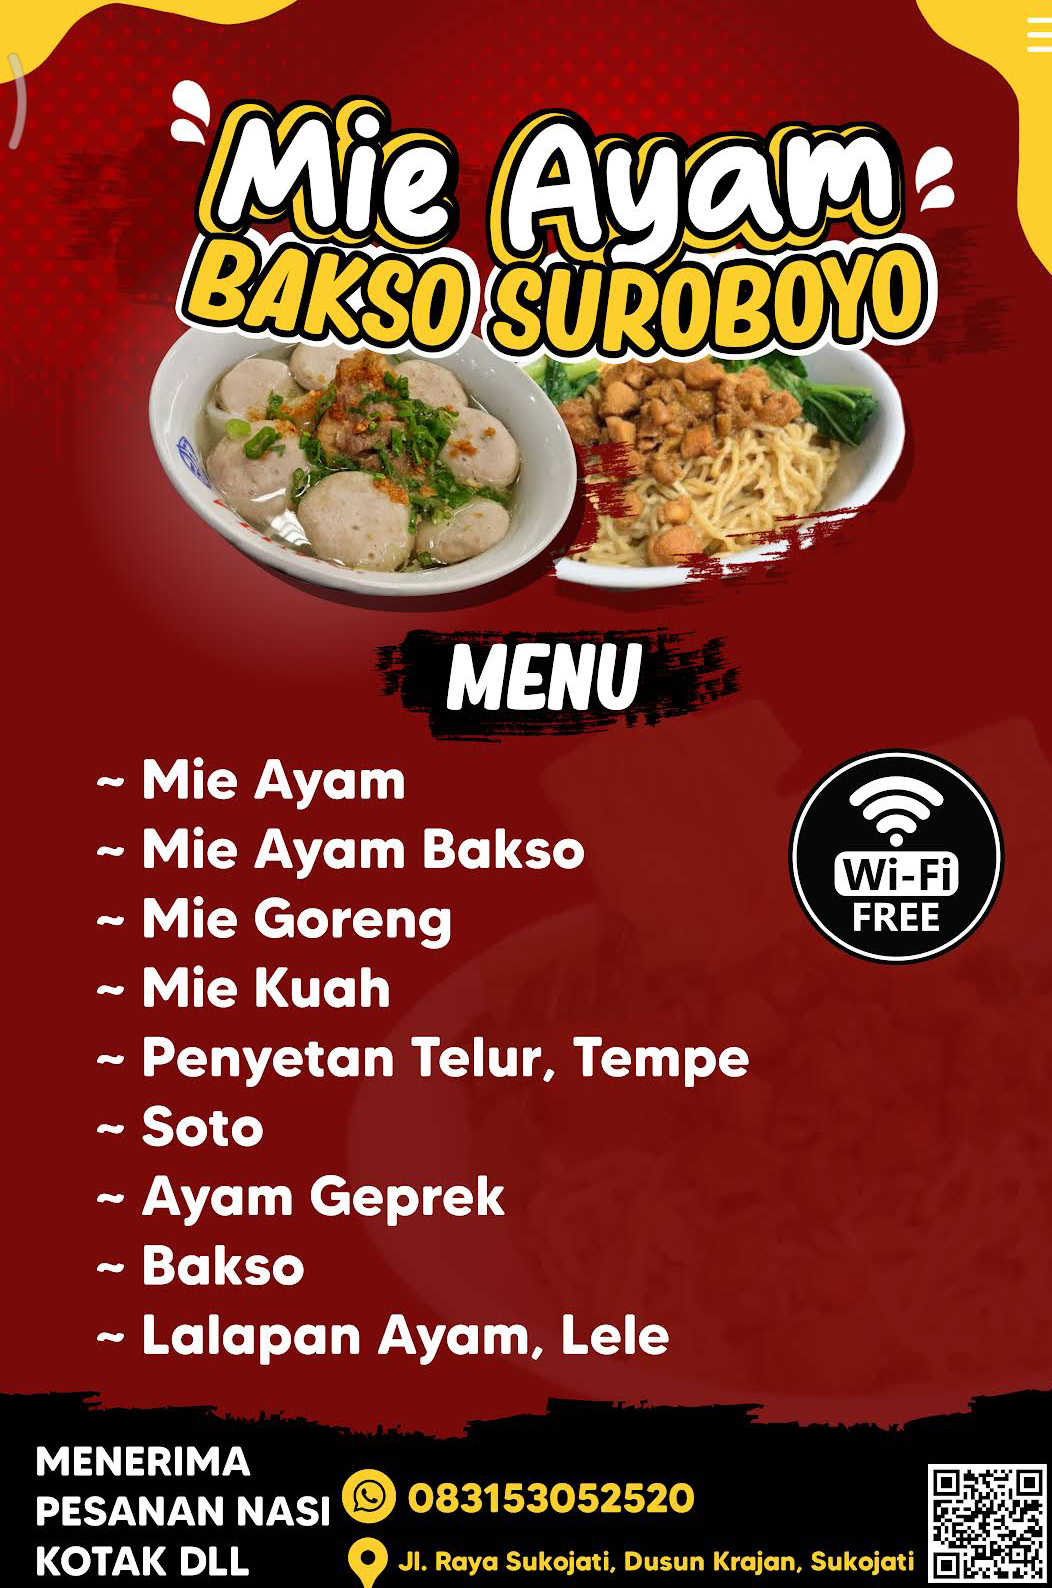 Mie Ayam
BAKSO SUROBOYO
MENU
~ Mie Ayam
~ Mie Ayam Bakso
~ Mie Goreng
~ Mie Kuah
~ Penyetan Telur, Tempe
~ Soto
~ Ayam Geprek
~ Bakso
~ Lalapan Ayam, Lele
Wi-Fi
FREE
MENERIMA
PESANAN NASI
KOTAK DLL
083153052520
Jl. Raya Sukojati, Dusun Krajan, Sukojati